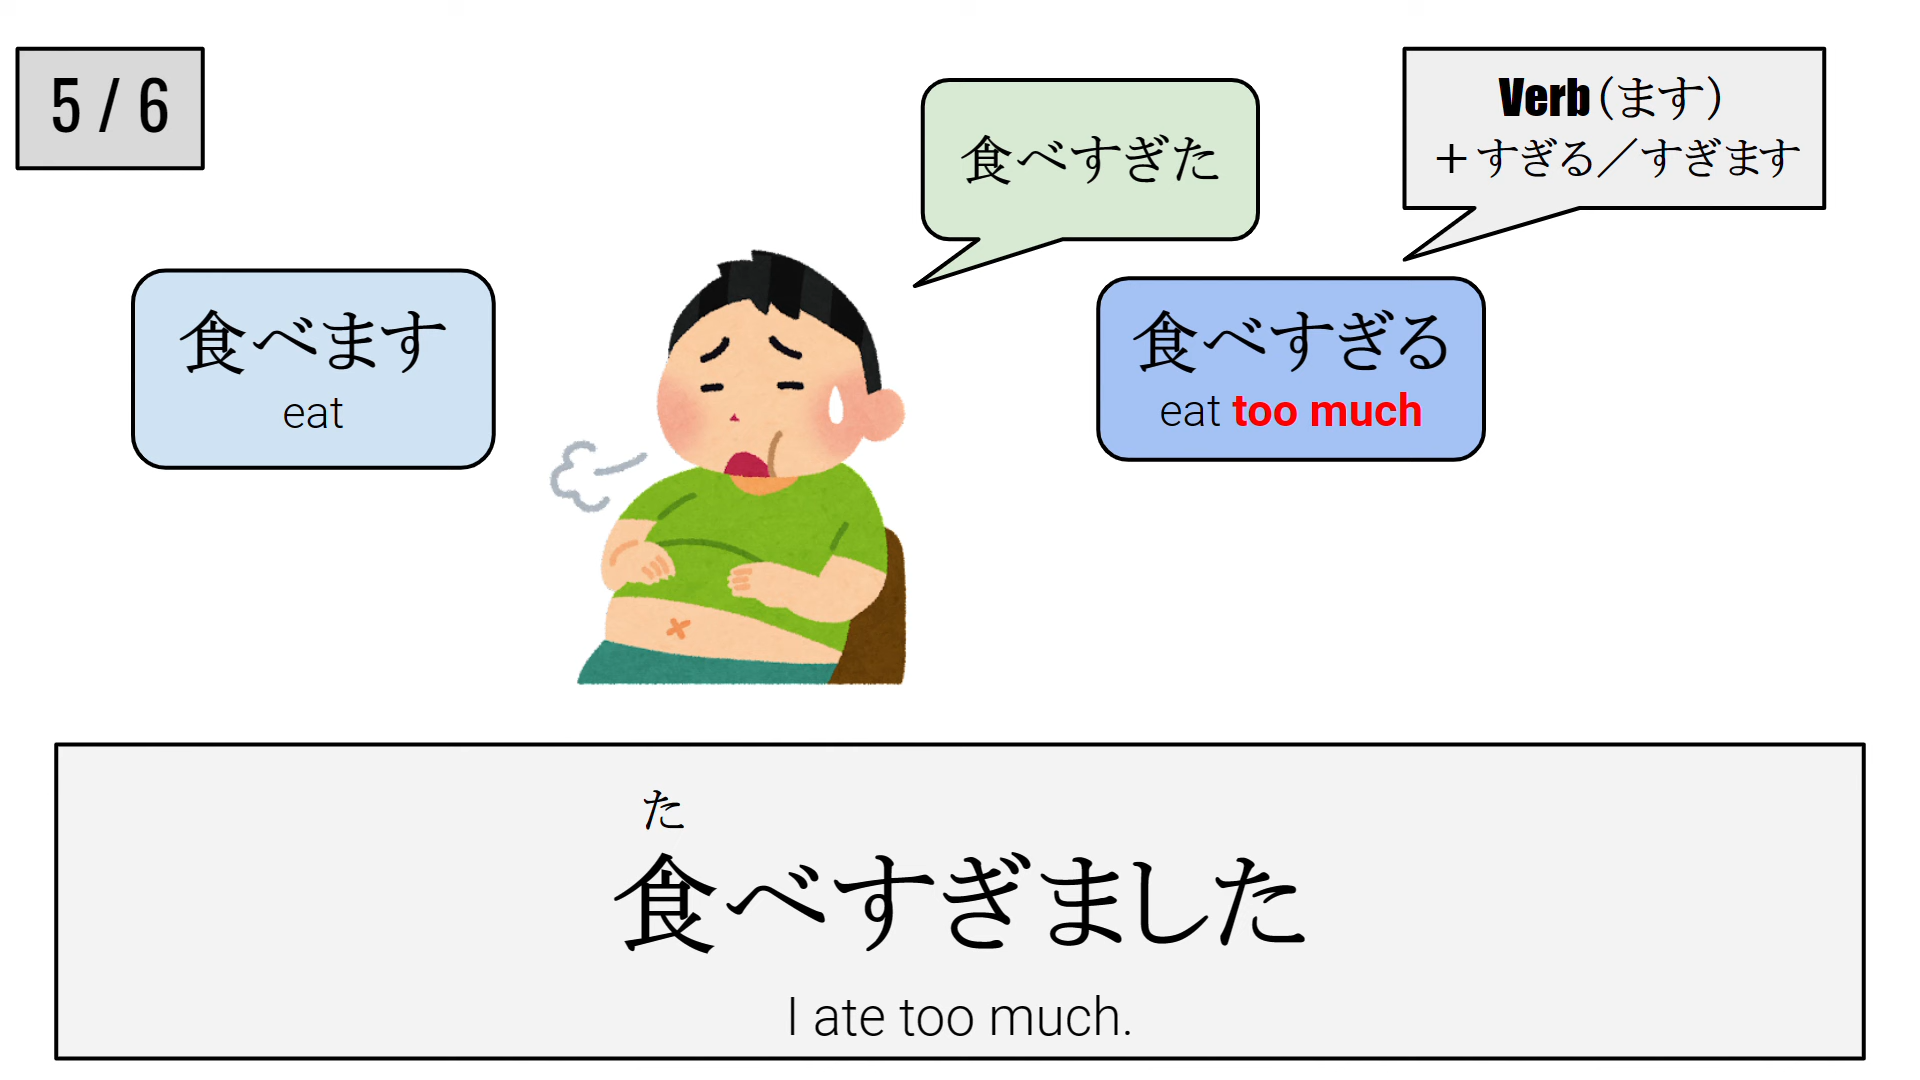 5 / 6
食べすぎた
Verb（ます）
＋すぎる／すぎます
食べます
eat
食べすぎる
eat too much
た
食べすぎました
I ate too much.